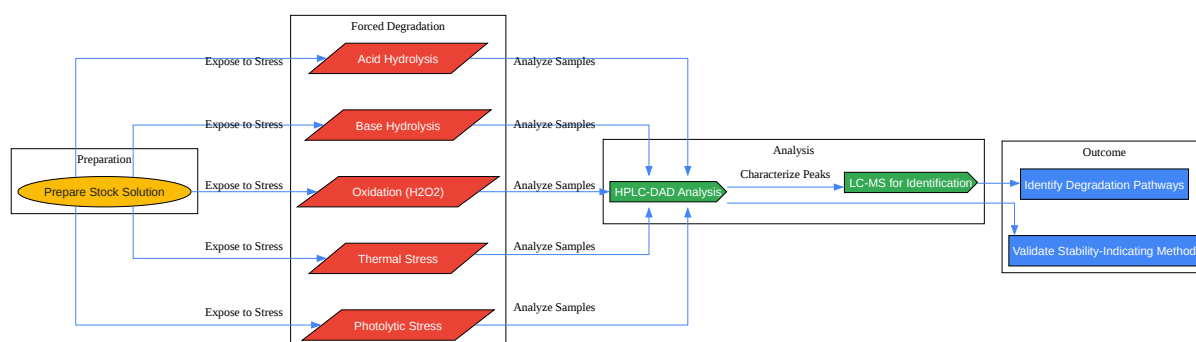 Forced Degradation
Expose to Stress
Acid Hydrolysis
Analyze Samples
Expose to Stress
Base Hydrolysis
Analyze Samples
Preparation
Prepare Stock Solution
Expose to Stress
Oxidation (H2O2)
Analyze Samples
Expose to Stress
Thermal Stress
Analyze Samples
Expose to Stress
Photolytic Stress
Analyze Samples
Analysis
HPLC-DAD Analysis
Characterize Peaks
LC-MS for Identification
Outcome
Identify Degradation Pathways
Validate Stability-Indicating Method